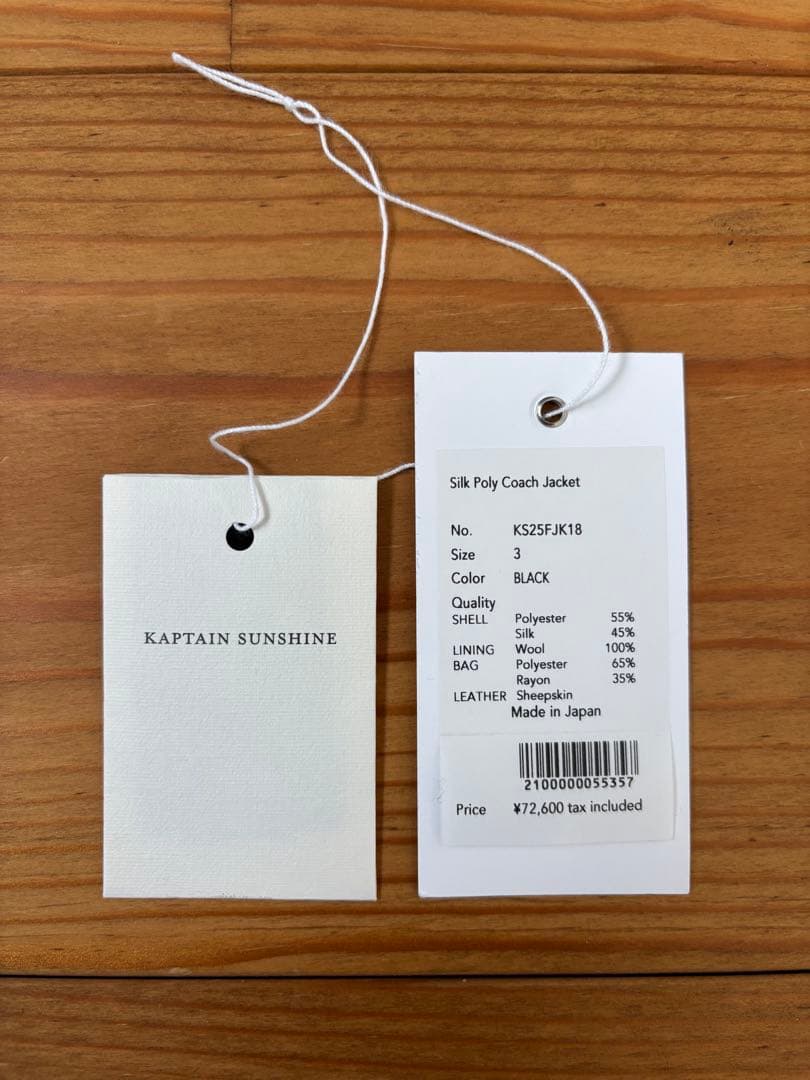 KAPTAIN SUNSHINE
Silk Poly Coach Jacket
No. KS25FJK18
Size 3
Color BLACK
Quality
SHELL Polyester 55%
Silk 45%
LINING Wool 100%
BAG Polyester 65%
Rayon 35%
LEATHER Sheepskin
Made in Japan
2100000055357
Price ¥72,600 tax included